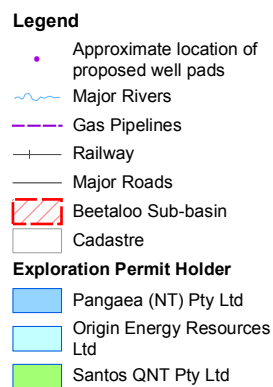 Legend
Approximate location of
proposed well pads
Major Rivers
Gas Pipelines
Railway
Major Roads
Beetaloo Sub-basin
Cadastre
Exploration Permit Holder
Pangaea (NT) Pty Ltd
Origin Energy Resources
Ltd
Santos QNT Pty Ltd